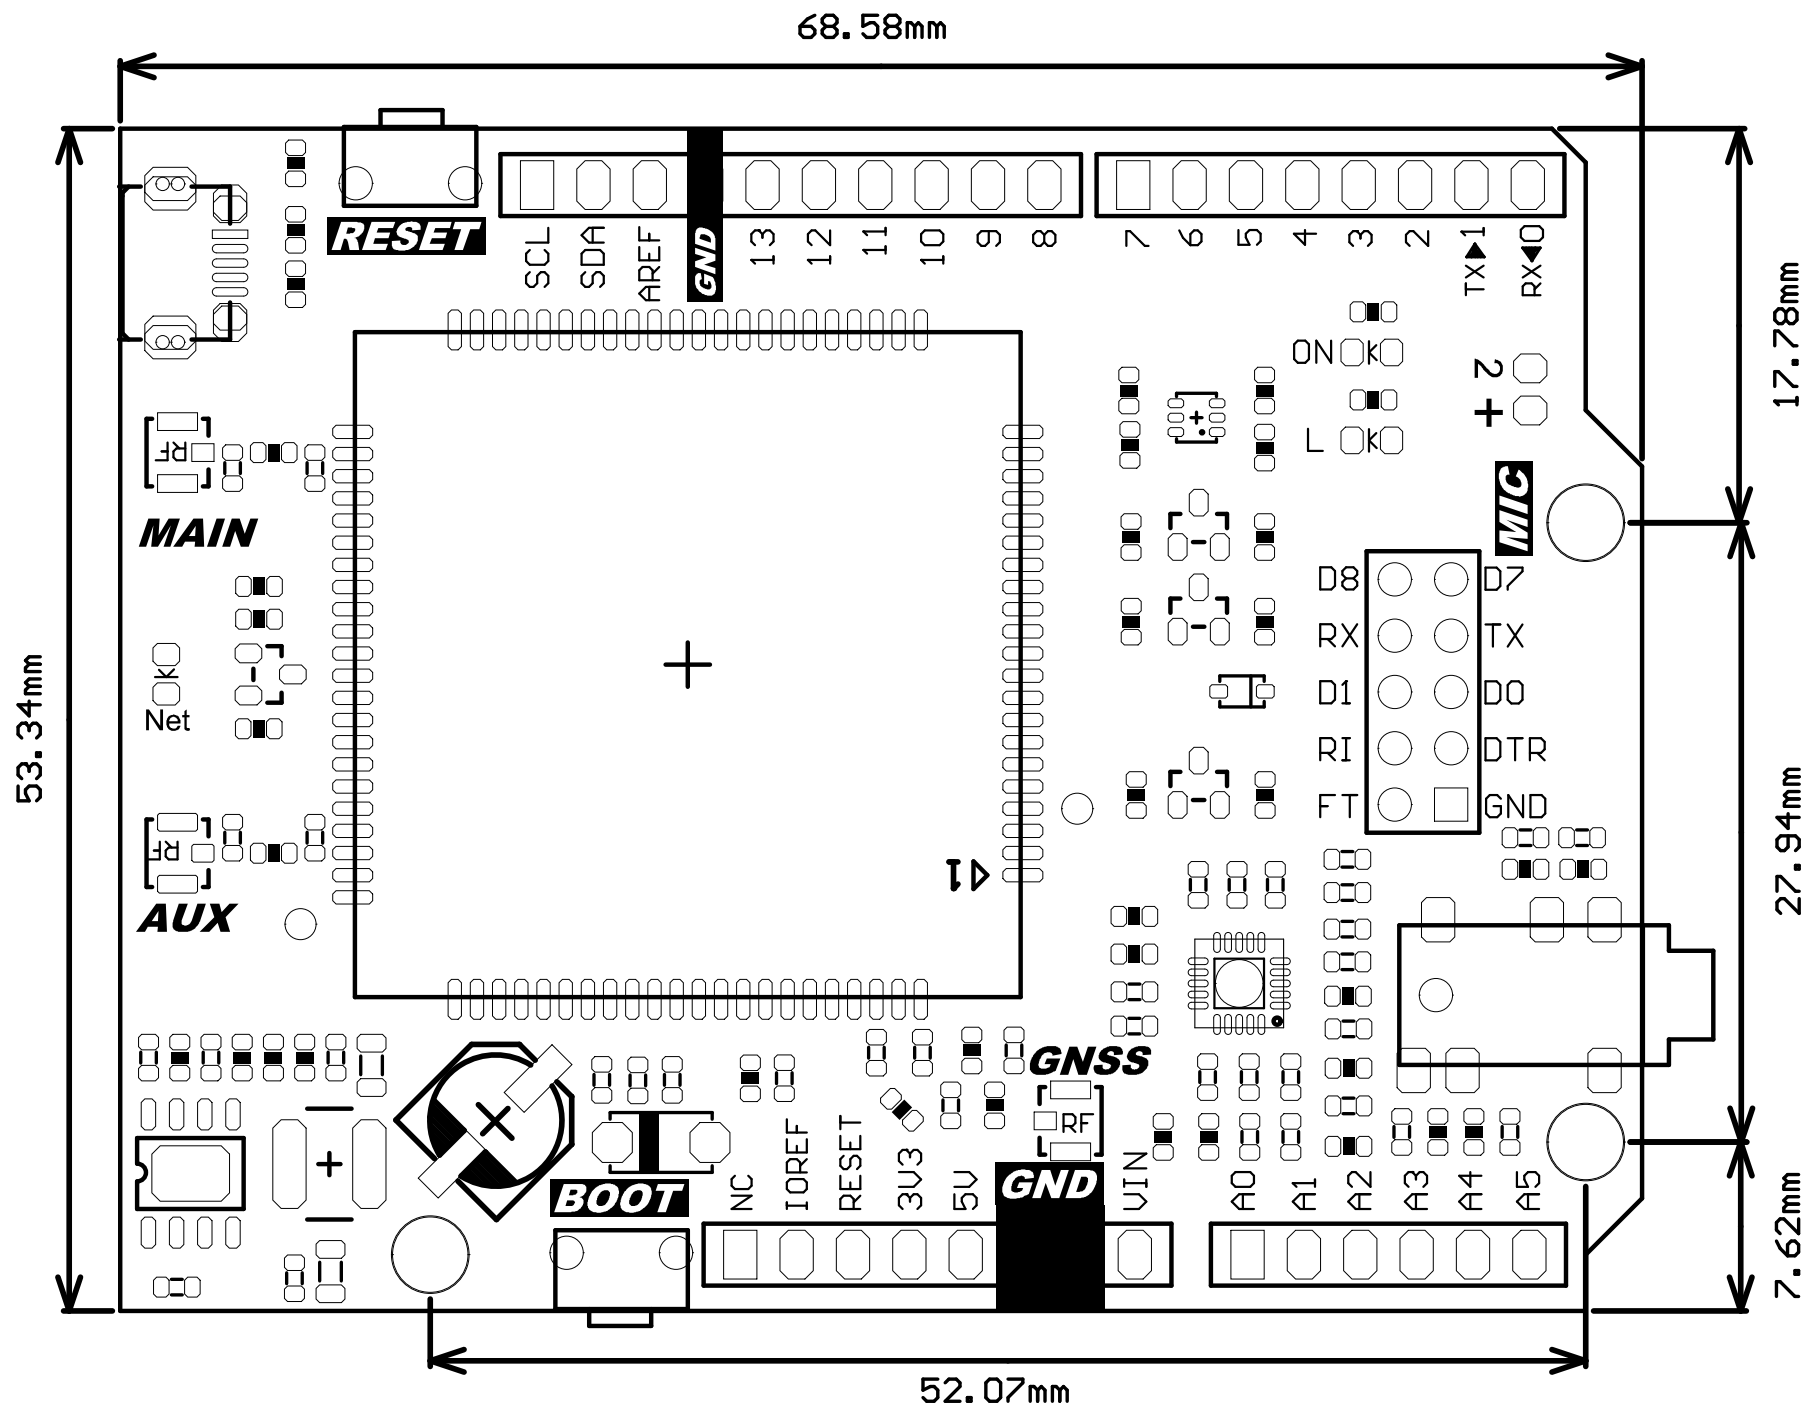 68.58mm
RESET
SCL
SDA
AREF
GND
13
12
11
10
9
8
7
6
5
4
3
2
TX▶1
RX◀0
17.78mm
ON K
2
+
L K
RF
MAIN
MIC
D8 D7
RX TX
D1 D0
RI DTR
FT GND
K
Net
53.34mm
27.94mm
RF
AUX
1
GNSS
RF
BOOT
NC
IOREF
RESET
3V3
5V
GND
VIN
A0
A1
A2
A3
A4
A5
7.62mm
52.07mm